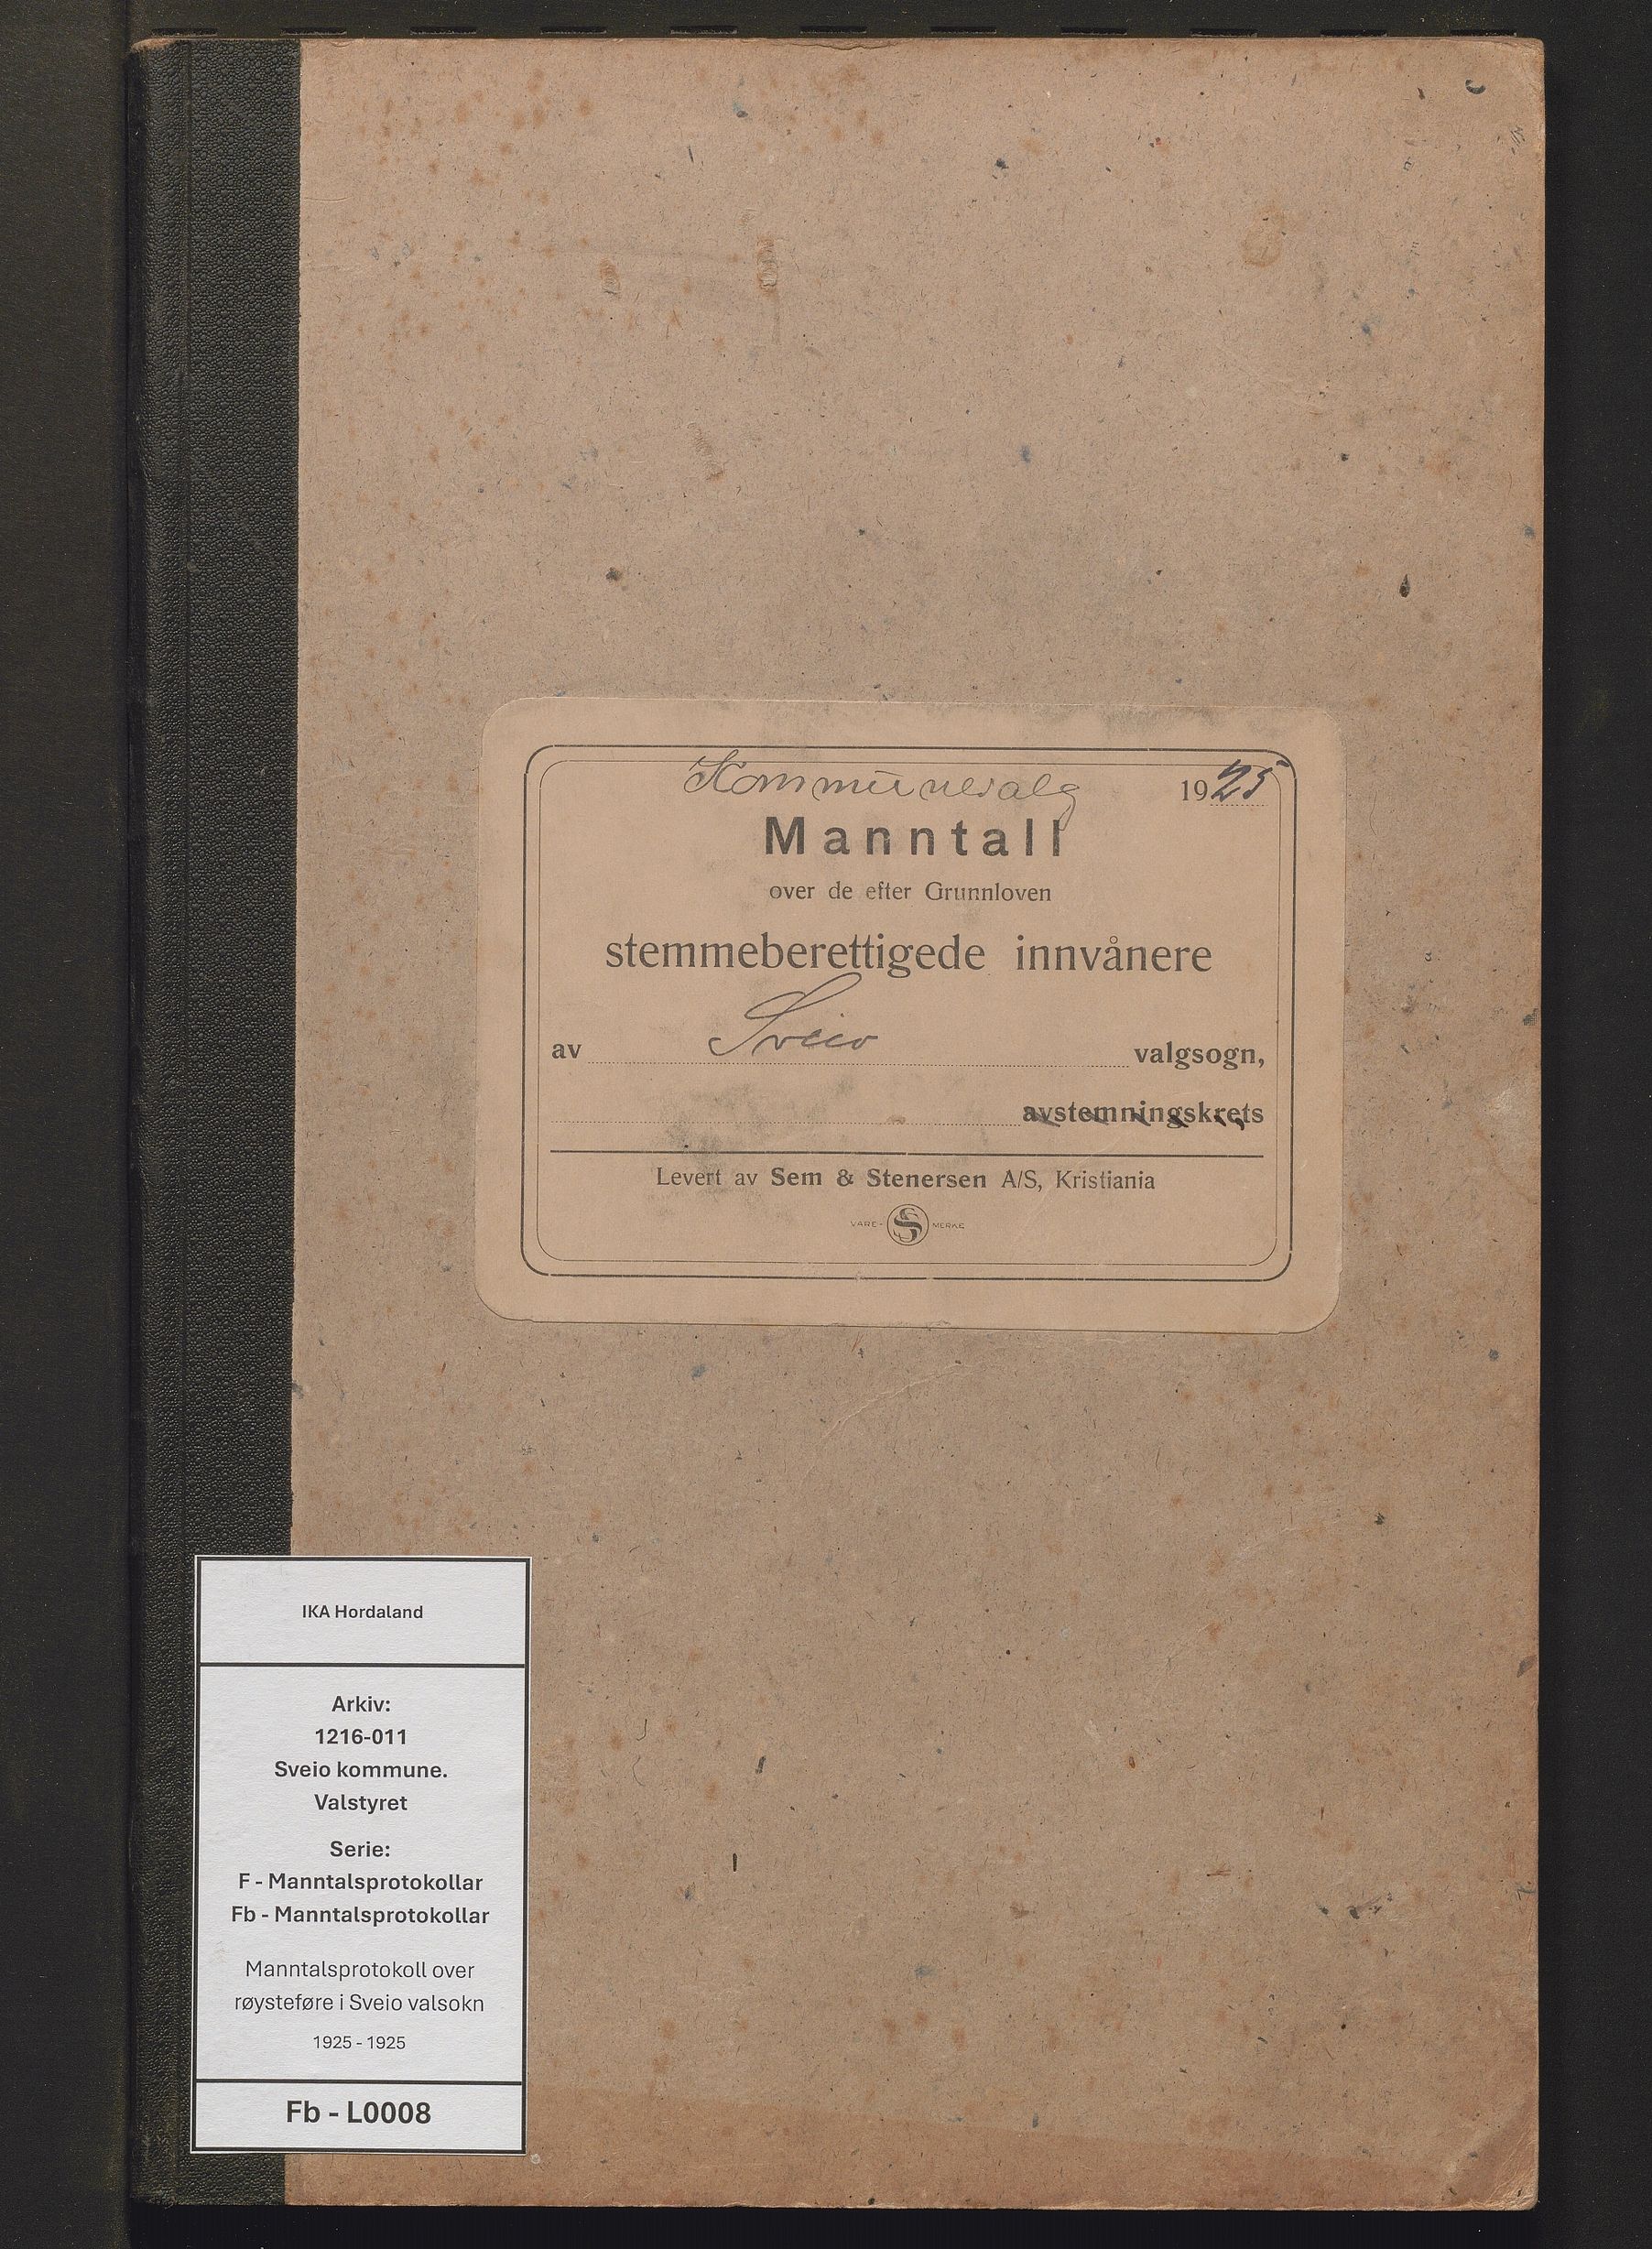 Kommunevalg 1925
Manntall
over de efter Grunnloven
stemmeberettigede innvånere
av Sveio valgsogn,
avstemningskrets
Levert av Sem & Stenersen A/S, Kristiania
VARE- SS MERKE
IKA Hordaland
Arkiv:
1216-011
Sveio kommune.
Valstyret
Serie:
F - Manntalsprotokollar
Fb - Manntalsprotokollar
Manntalsprotokoll over
røysteføre i Sveio valsokn
1925 - 1925
Fb - L0008